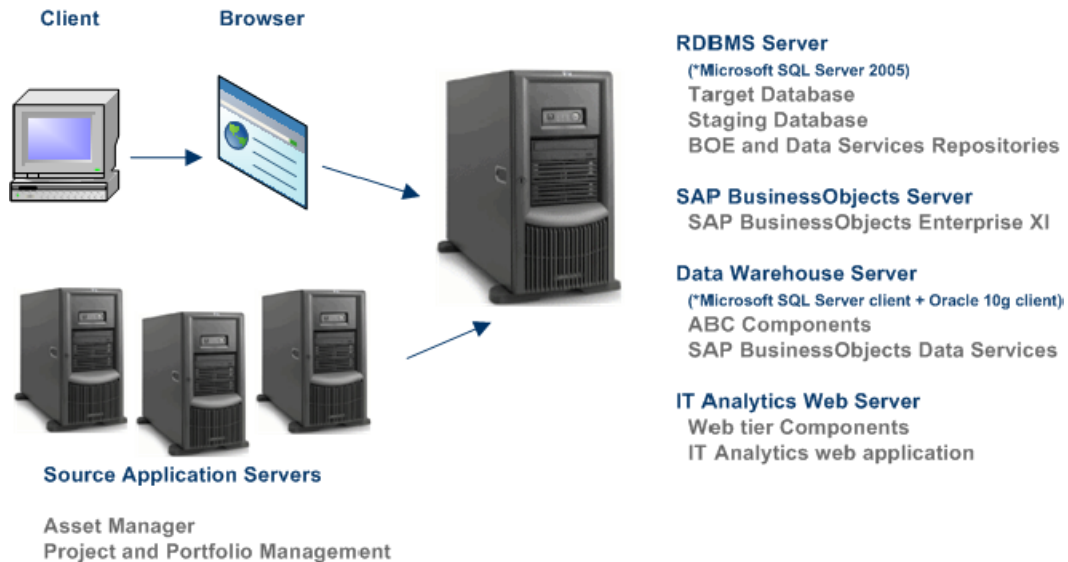 Client
Browser
RDBMS Server
(*Microsoft SQL Server 2005)
Target Database
Staging Database
BOE and Data Services Repositories
SAP BusinessObjects Server
SAP BusinessObjects Enterprise XI
Data Warehouse Server
(*Microsoft SQL Server client + Oracle 10g client)
ABC Components
SAP BusinessObjects Data Services
IT Analytics Web Server
Web tier Components
IT Analytics web application
Source Application Servers
Asset Manager
Project and Portfolio Management